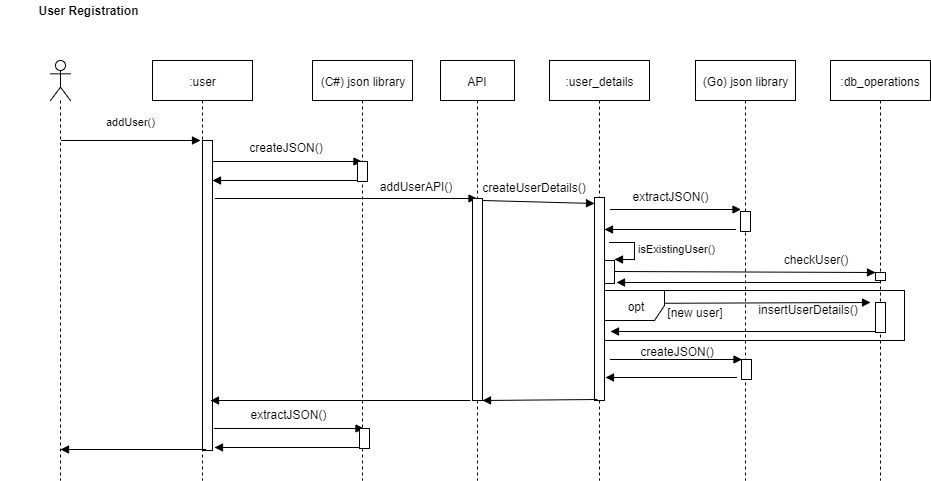 User Registration
:user
(C#) json library
API
:user_details
(Go) json library
:db_operations
addUser()
createJSON()
addUserAPI()
createUserDetails()
extractJSON()
isExistingUser()
checkUser()
opt
[new user]
insertUserDetails()
createJSON()
extractJSON()